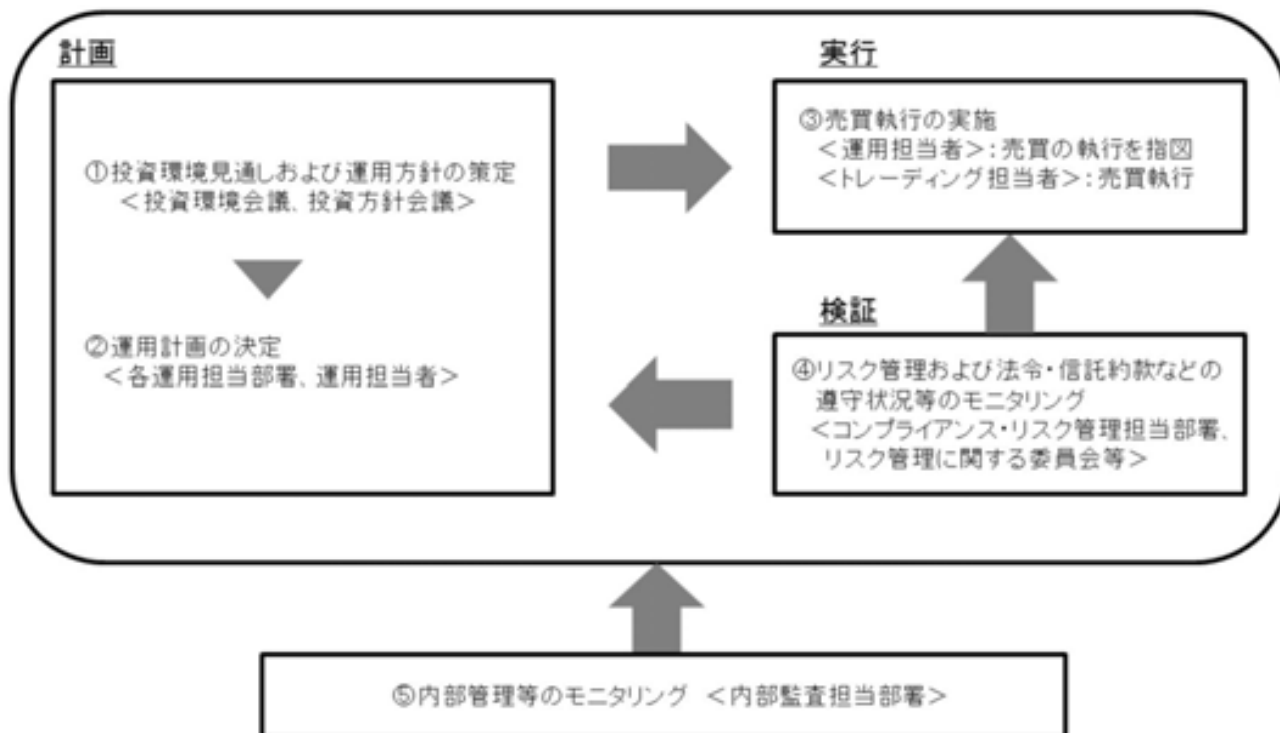 計画
①投資環境見通しおよび運用方針の策定
＜投資環境会議、投資方針会議＞
②運用計画の決定
＜各運用担当部署、運用担当者＞
実行
③売買執行の実施
＜運用担当者＞：売買の執行を指図
＜トレーディング担当者＞：売買執行
検証
④リスク管理および法令・信託約款などの
遵守状況等のモニタリング
＜コンプライアンス・リスク管理担当部署、
リスク管理に関する委員会等＞
⑤内部管理等のモニタリング ＜内部監査担当部署＞